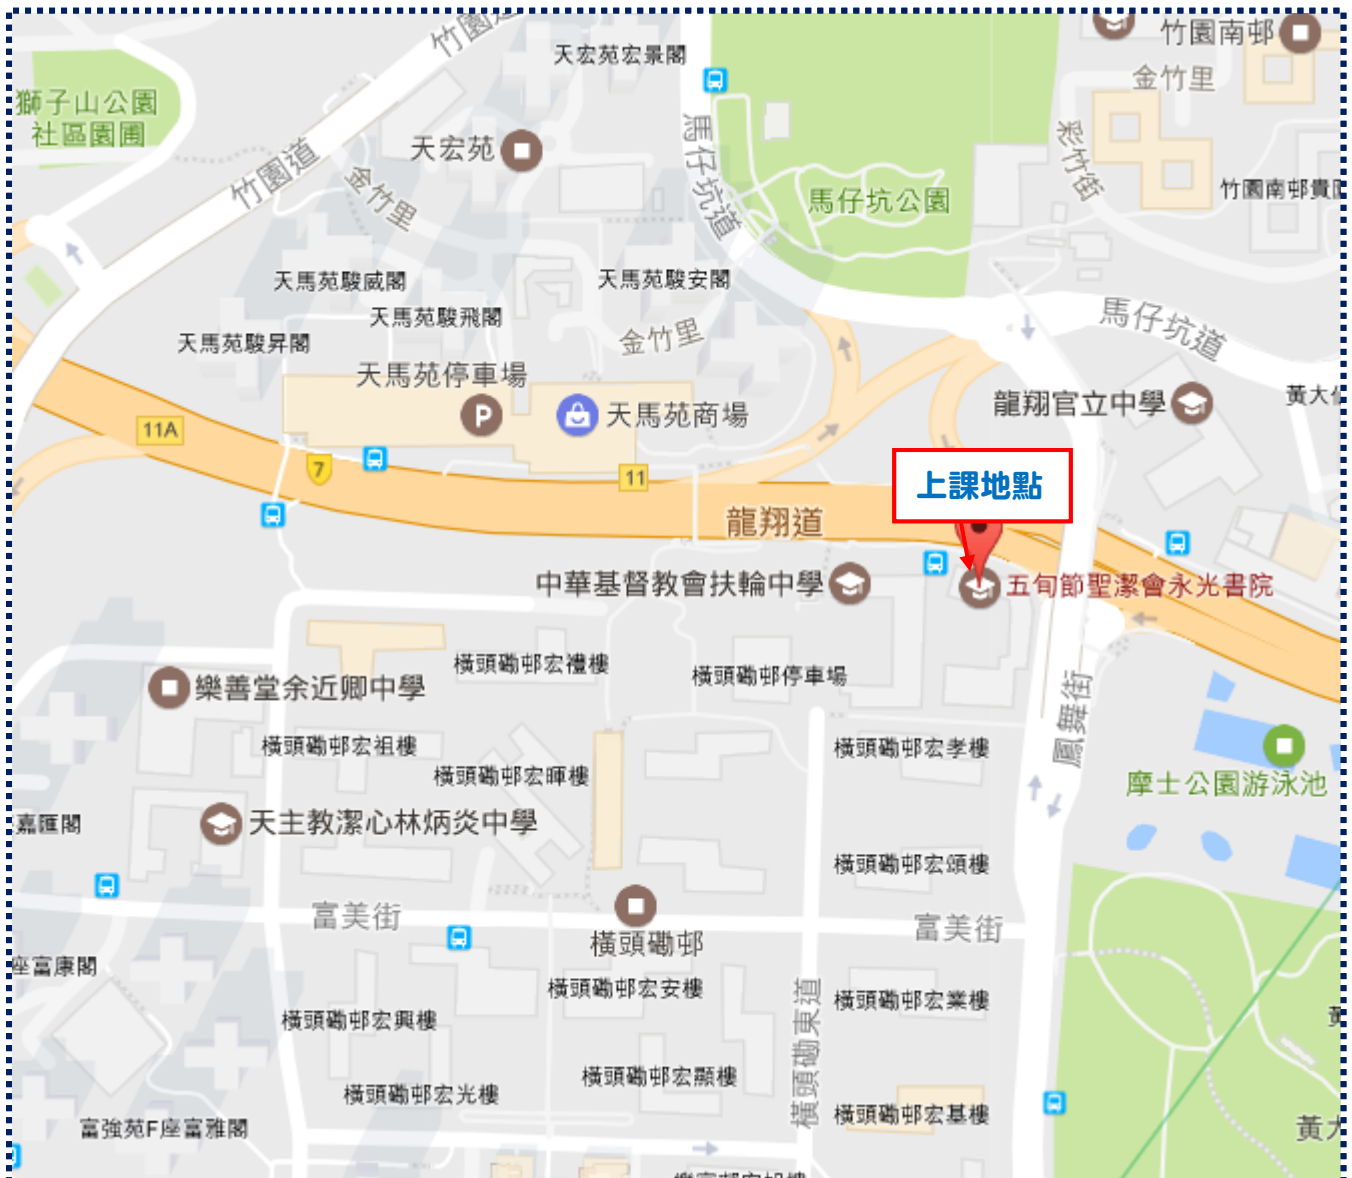 竹園道
天宏苑宏景閣
竹園南邨
金竹里
獅子山公園
社區園圃
天宏苑
馬仔坑道
彩竹街
竹園道
金竹里
馬仔坑公園
竹園南邨貴
天馬苑駿威閣
天馬苑駿安閣
天馬苑駿飛閣
天馬苑駿昇閣
金竹里
馬仔坑道
天馬苑停車場
P
天馬苑商場
龍翔官立中學
黃大
11A
7
11
上課地點
龍翔道
中華基督教會扶輪中學
五旬節聖潔會永光書院
橫頭磡邨宏禮樓
橫頭磡邨停車場
樂善堂余近卿中學
鳳舞街
橫頭磡邨宏祖樓
橫頭磡邨宏暉樓
橫頭磡邨宏孝樓
摩士公園游泳池
嘉匯閣
天主教潔心林炳炎中學
橫頭磡邨宏頌樓
富美街
富美街
橫頭磡邨
座富康閣
橫頭磡邨宏安樓
橫頭磡邨宏業樓
橫頭磡邨宏興樓
橫頭磡東道
橫頭磡邨宏顯樓
橫頭磡邨宏光樓
橫頭磡邨宏基樓
富強苑F座富雅閣
黃大